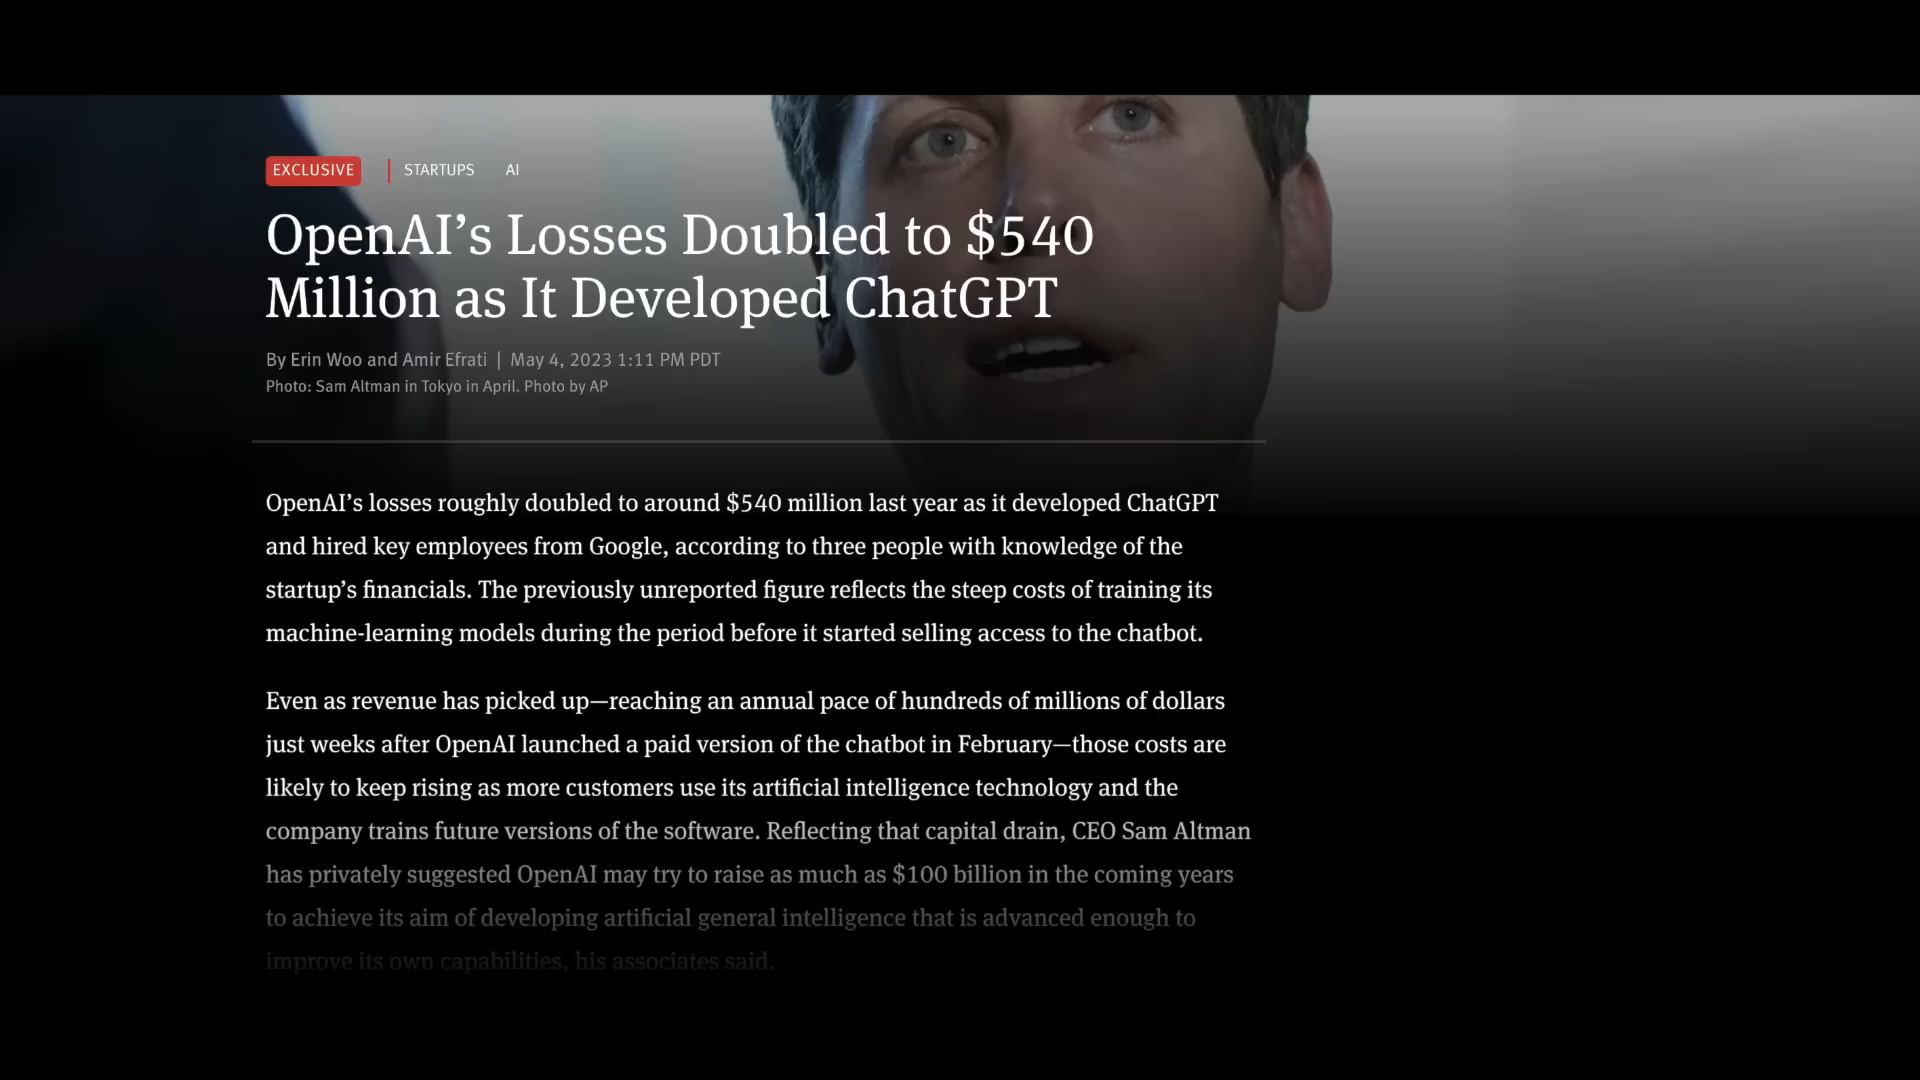 EXCLUSIVE STARTUPS AI
OpenAI’s Losses Doubled to $540
Million as It Developed ChatGPT
By Erin Woo and Amir Efrati | May 4, 2023 1:11 PM PDT
Photo: Sam Altman in Tokyo in April. Photo by AP
OpenAI’s losses roughly doubled to around $540 million last year as it developed ChatGPT
and hired key employees from Google, according to three people with knowledge of the
startup’s financials. The previously unreported figure reflects the steep costs of training its
machine-learning models during the period before it started selling access to the chatbot.
Even as revenue has picked up—reaching an annual pace of hundreds of millions of dollars
just weeks after OpenAI launched a paid version of the chatbot in February—those costs are
likely to keep rising as more customers use its artificial intelligence technology and the
company trains future versions of the software. Reflecting that capital drain, CEO Sam Altman
has privately suggested OpenAI may try to raise as much as $100 billion in the coming years
to achieve its aim of developing artificial general intelligence that is advanced enough to
improve its own capabilities, his associates said.